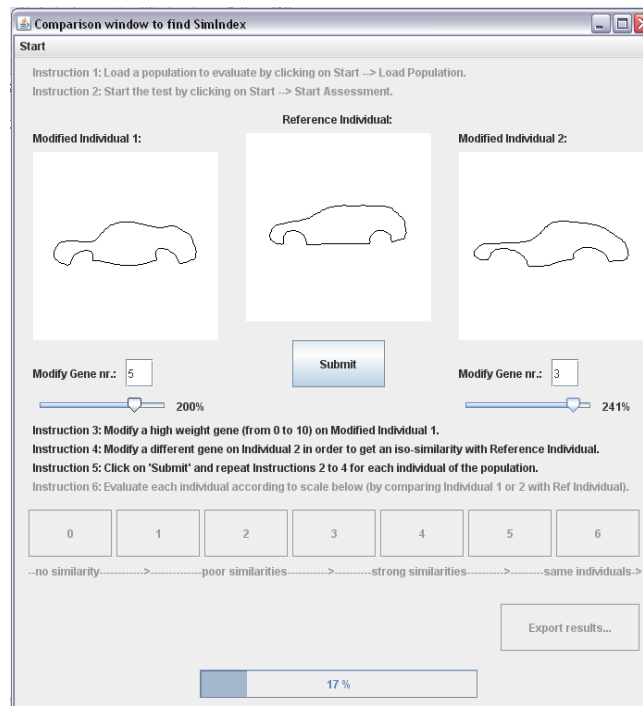 Comparison window to find SimIndex
Start
Instruction 1: Load a population to evaluate by clicking on Start --> Load Population.
Instruction 2: Start the test by clicking on Start --> Start Assessment.
Reference Individual:
Modified Individual 1:
Modified Individual 2:
Submit
Modify Gene nr.: 5
Modify Gene nr.: 3
200%
241%
Instruction 3: Modify a high weight gene (from 0 to 10) on Modified Individual 1.
Instruction 4: Modify a different gene on Individual 2 in order to get an iso-similarity with Reference Individual.
Instruction 5: Click on 'Submit' and repeat Instructions 2 to 4 for each individual of the population.
Instruction 6: Evaluate each individual according to scale below (by comparing Individual 1 or 2 with Ref Individual).
0 1 2 3 4 5 6
--no similarity----------->-------------poor similarities----------->---------strong similarities--------->--------same individuals->
Export results...
17 %